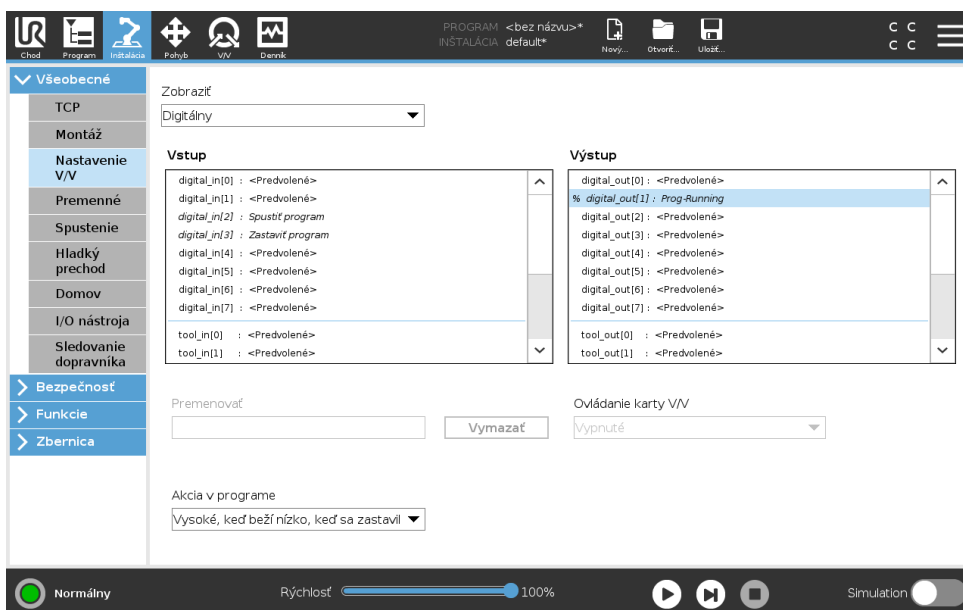 PROGRAM <bez názvu>*
INŠTALÁCIA default*
C C
C C
Chod Program Inštalácia Pohyb V/V Denník Nový... Otvoriť... Uložiť...
Všeobecné
TCP
Montáž
Nastavenie
V/V
Premenné
Spustenie
Hladký
prechod
Domov
I/O nástroja
Sledovanie
dopravníka
Bezpečnosť
Funkcie
Zbernica
Zobraziť
Digitálny
Vstup
digital_in[0] : <Predvolené>
digital_in[1] : <Predvolené>
digital_in[2] : Spustiť program
digital_in[3] : Zastaviť program
digital_in[4] : <Predvolené>
digital_in[5] : <Predvolené>
digital_in[6] : <Predvolené>
digital_in[7] : <Predvolené>
tool_in[0] : <Predvolené>
tool_in[1] : <Predvolené>
Výstup
digital_out[0] : <Predvolené>
% digital_out[1] : Prog-Running
digital_out[2] : <Predvolené>
digital_out[3] : <Predvolené>
digital_out[4] : <Predvolené>
digital_out[5] : <Predvolené>
digital_out[6] : <Predvolené>
digital_out[7] : <Predvolené>
tool_out[0] : <Predvolené>
tool_out[1] : <Predvolené>
Premenovať
Vymazať
Ovládanie karty V/V
Vypnuté
Akcia v programe
Vysoké, keď beží nízko, keď sa zastavil
Normálny
Rýchlosť 100%
Simulation